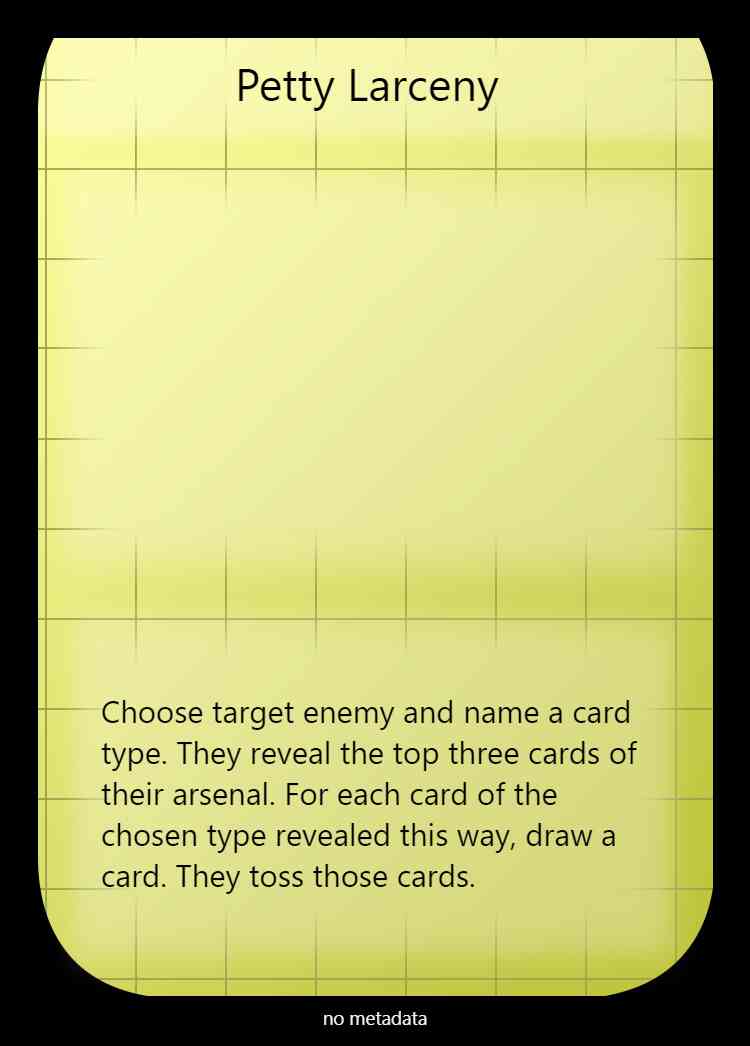 Petty Larceny
Choose target enemy and name a card
type. They reveal the top three cards of
their arsenal. For each card of the
chosen type revealed this way, draw a
card. They toss those cards.
no metadata